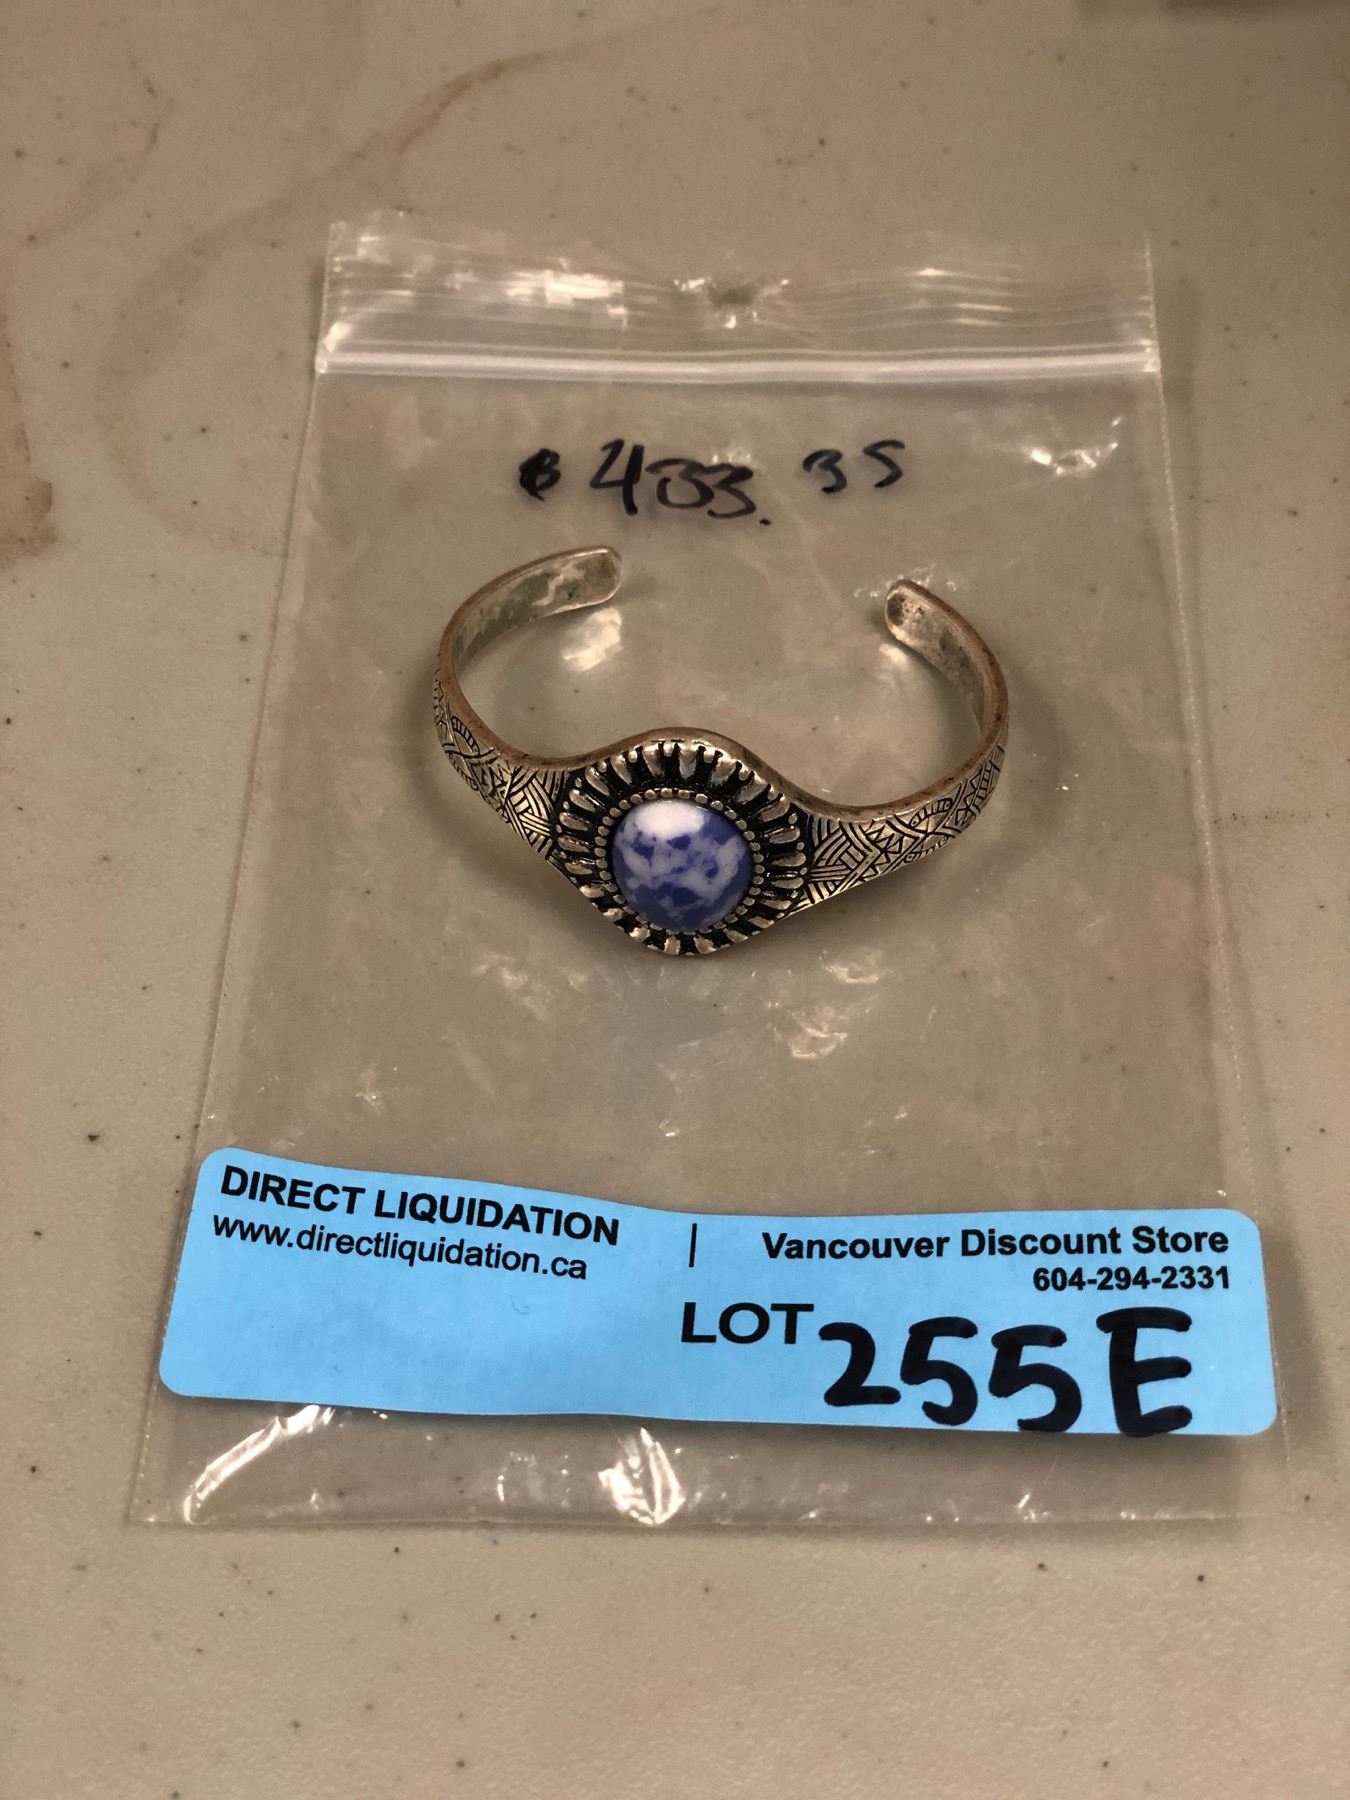 $433.35
DIRECT LIQUIDATION | Vancouver Discount Store
www.directliquidation.ca 604-294-2331
LOT 255E